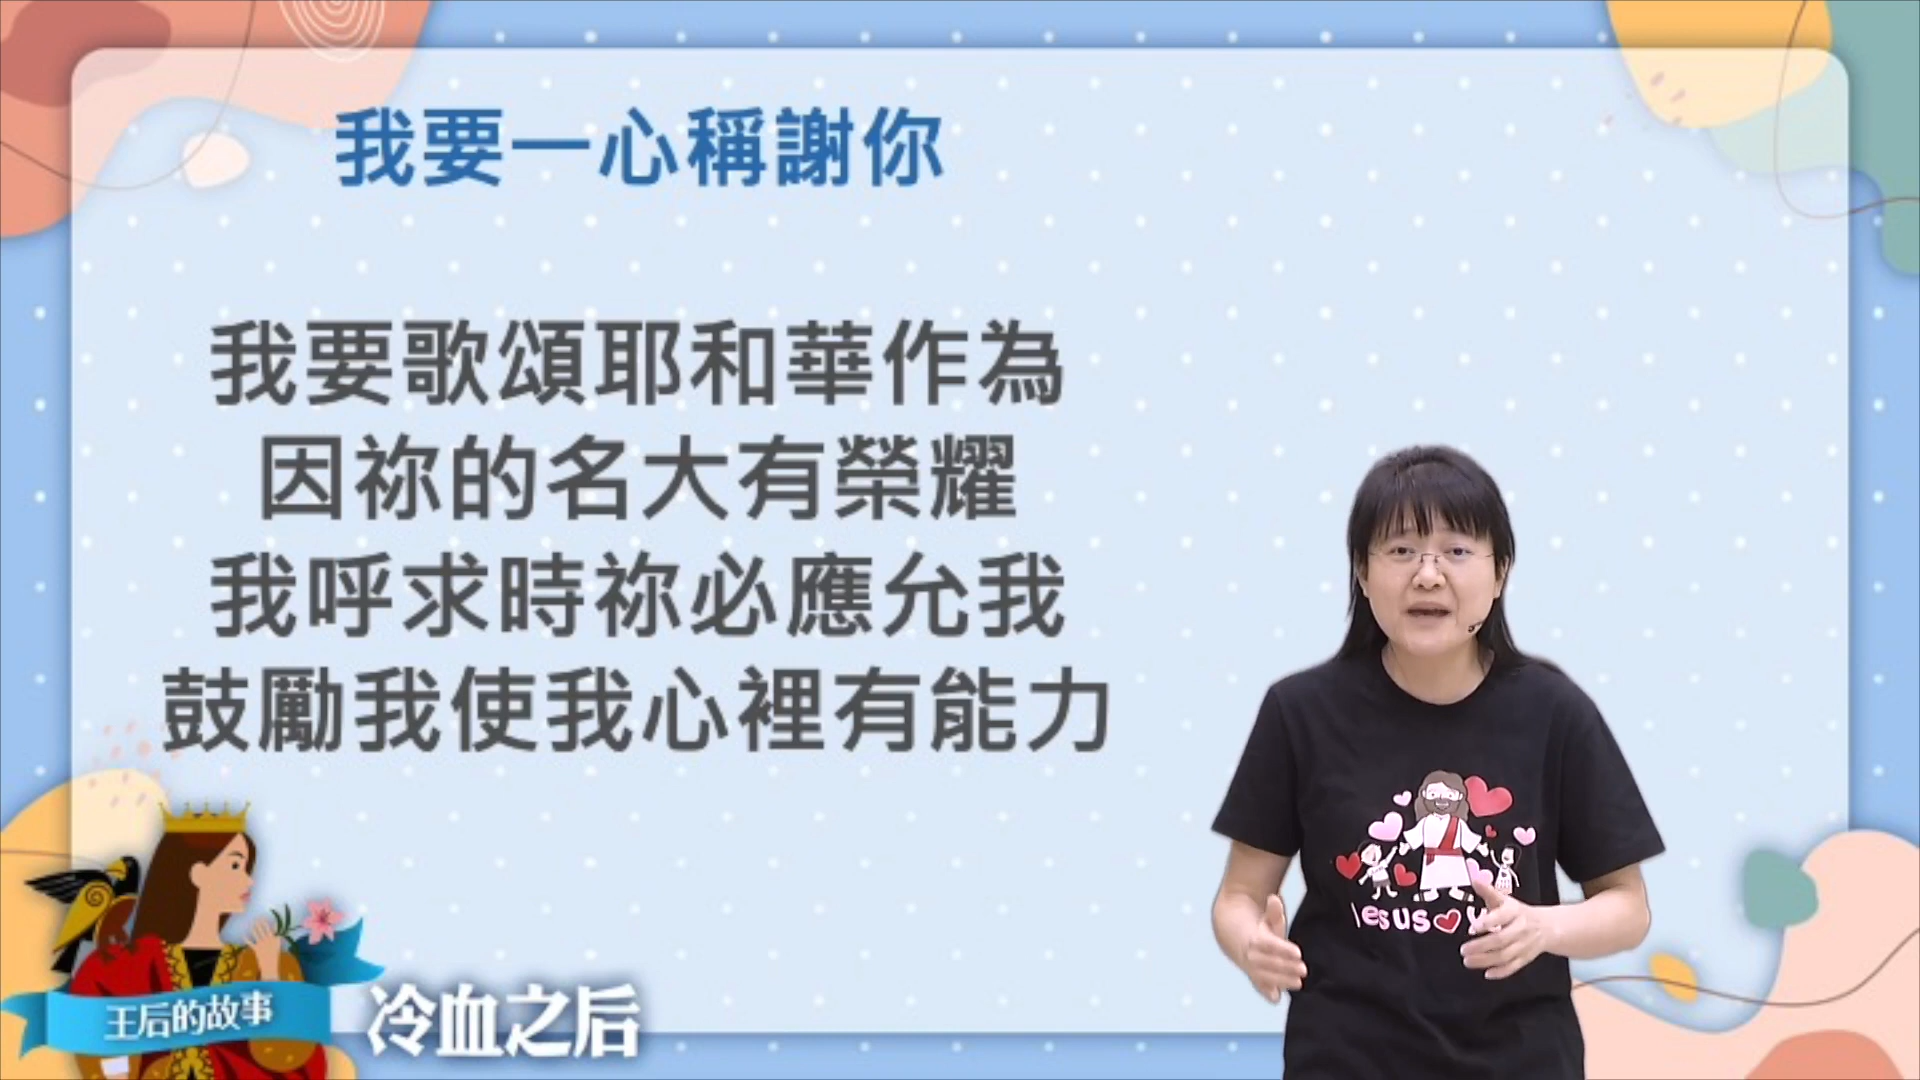 我要一心稱謝你
我要歌頌耶和華作為
因祢的名大有榮耀
我呼求時祢必應允我
鼓勵我使我心裡有能力
王后的故事
冷血之后